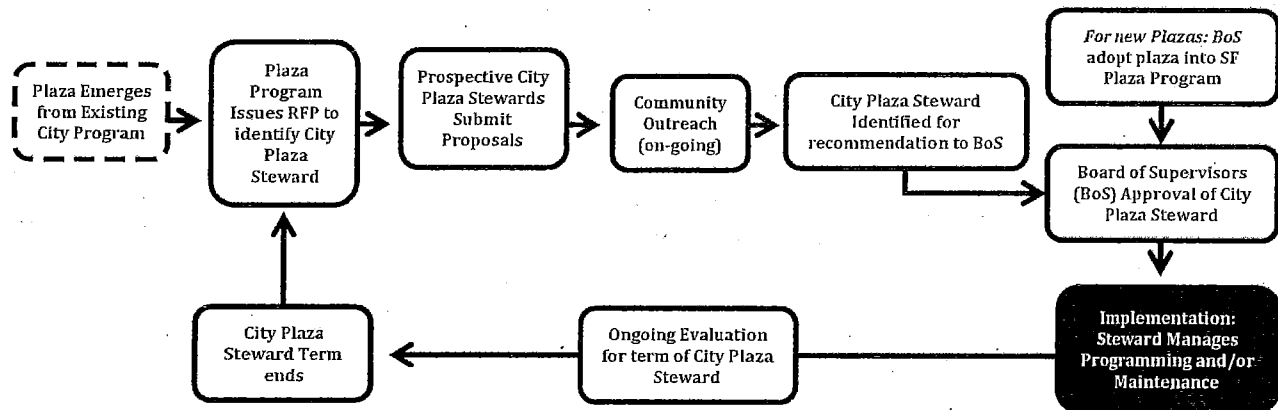 Plaza Emerges
from Existing
City Program
Plaza
Program
Issues RFP to
identify City
Plaza
Steward
Prospective City
Plaza Stewards
Submit
Proposals
Community
Outreach
(on-going)
City Plaza Steward
Identified for
recommendation to BoS
For new Plazas: BoS
adopt plaza into SF
Plaza Program
Board of Supervisors
(BoS) Approval of City
Plaza Steward
Implementation:
Steward Manages
Programming and/or
Maintenance
Ongoing Evaluation
for term of City Plaza
Steward
City Plaza
Steward Term
ends